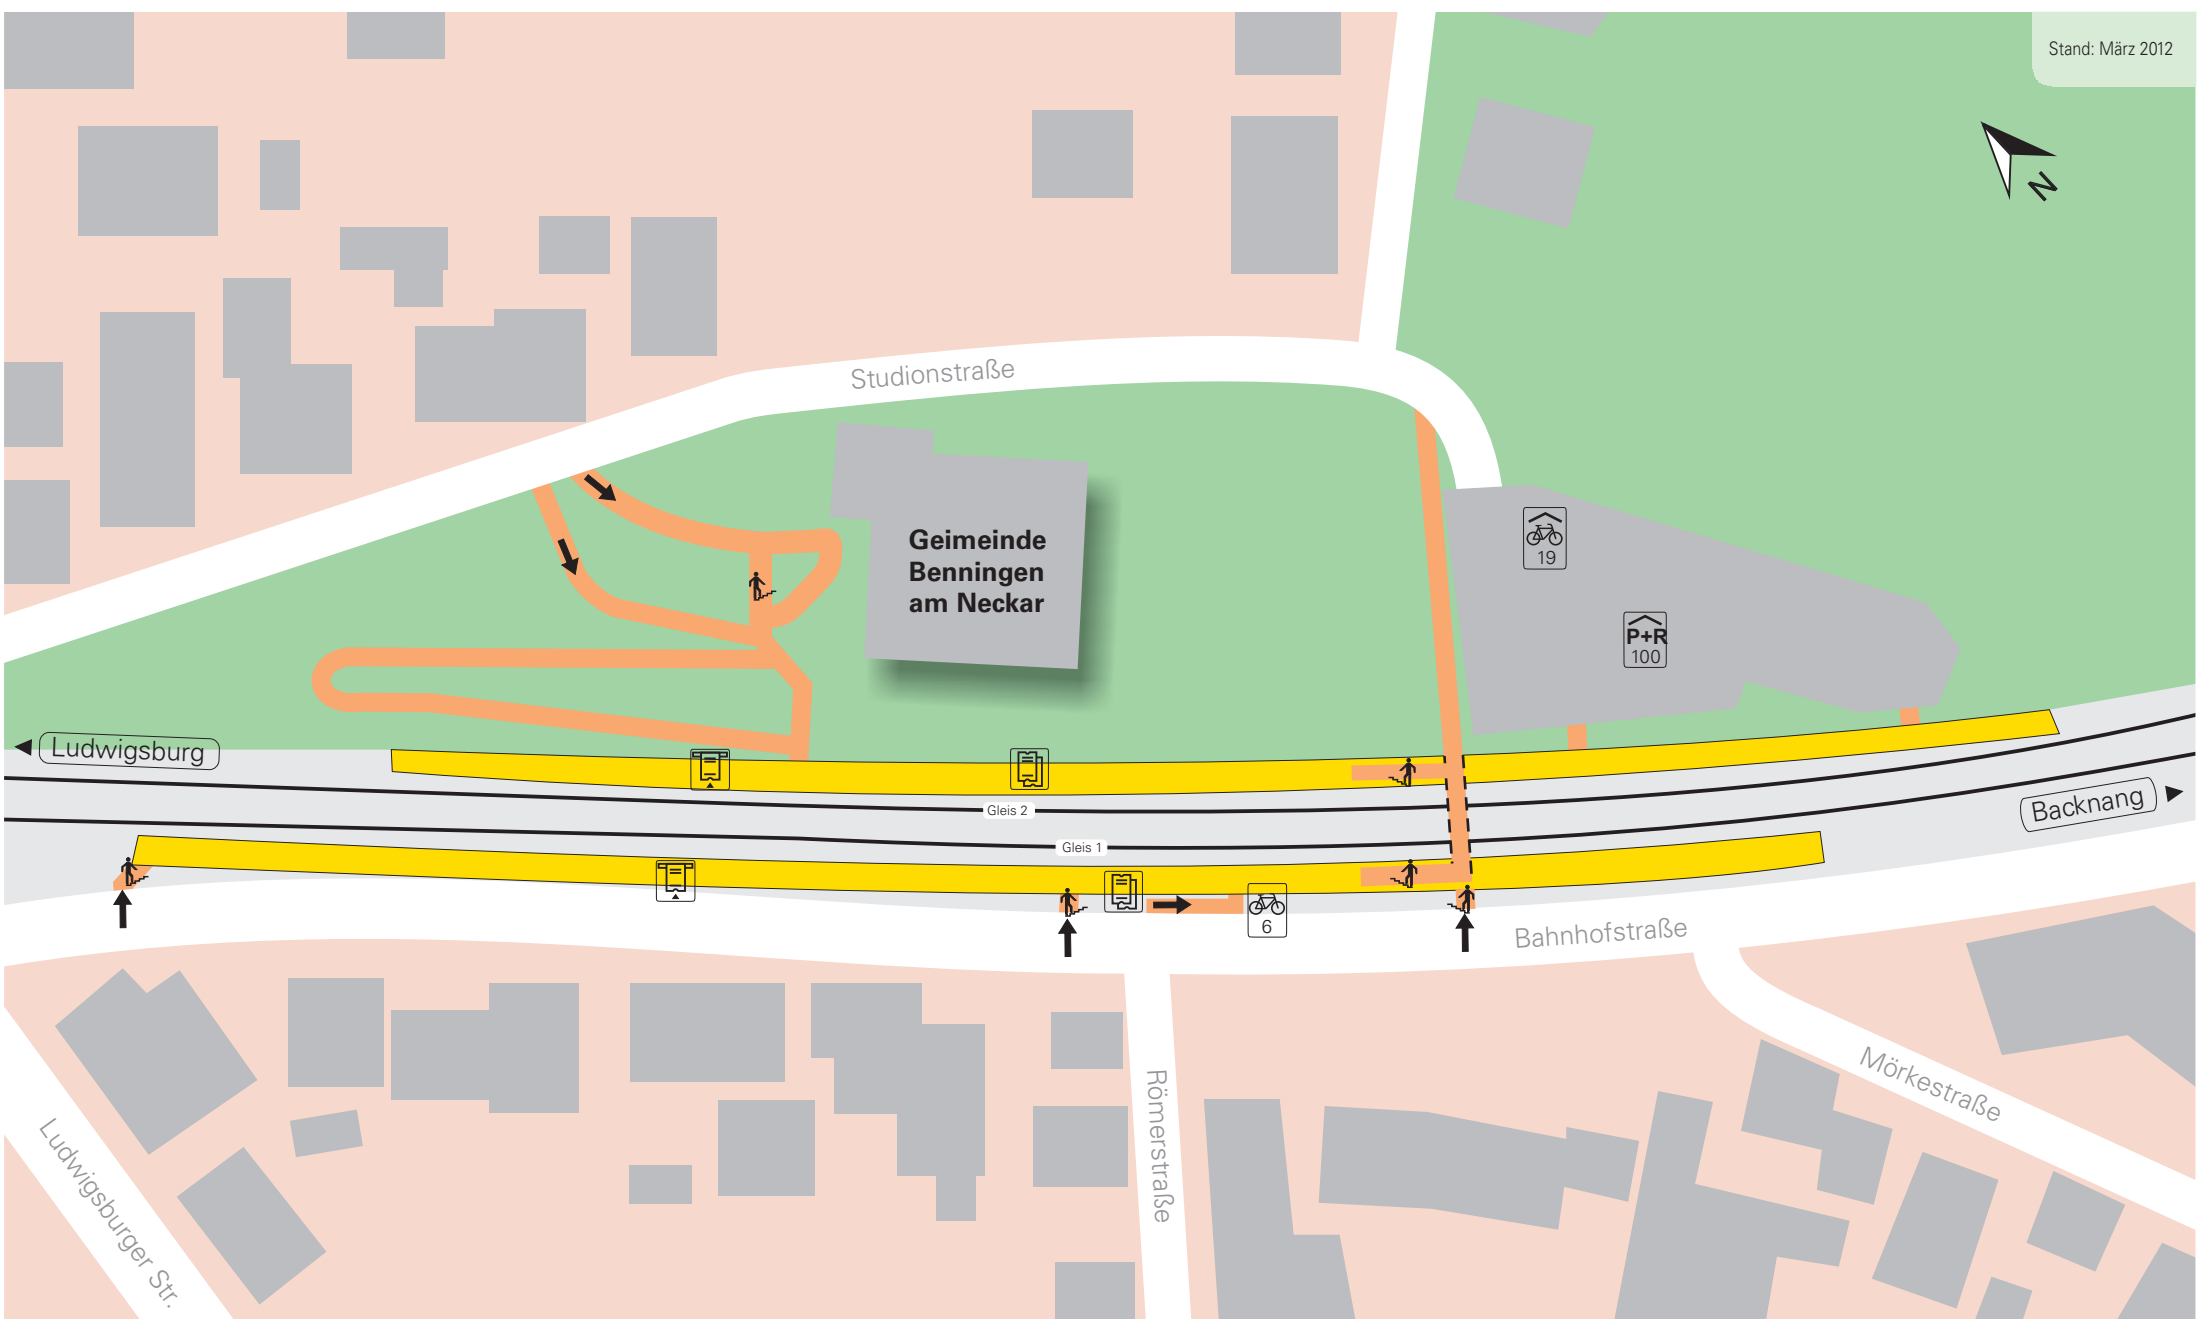 Stand: März 2012
N
Studionstraße
Geimeinde
Benningen
am Neckar
19
P+R
100
Ludwigsburg
Gleis 2
Gleis 1
Backnang
6
Bahnhofstraße
Mörkestraße
Römerstraße
Ludwigsburger Str.